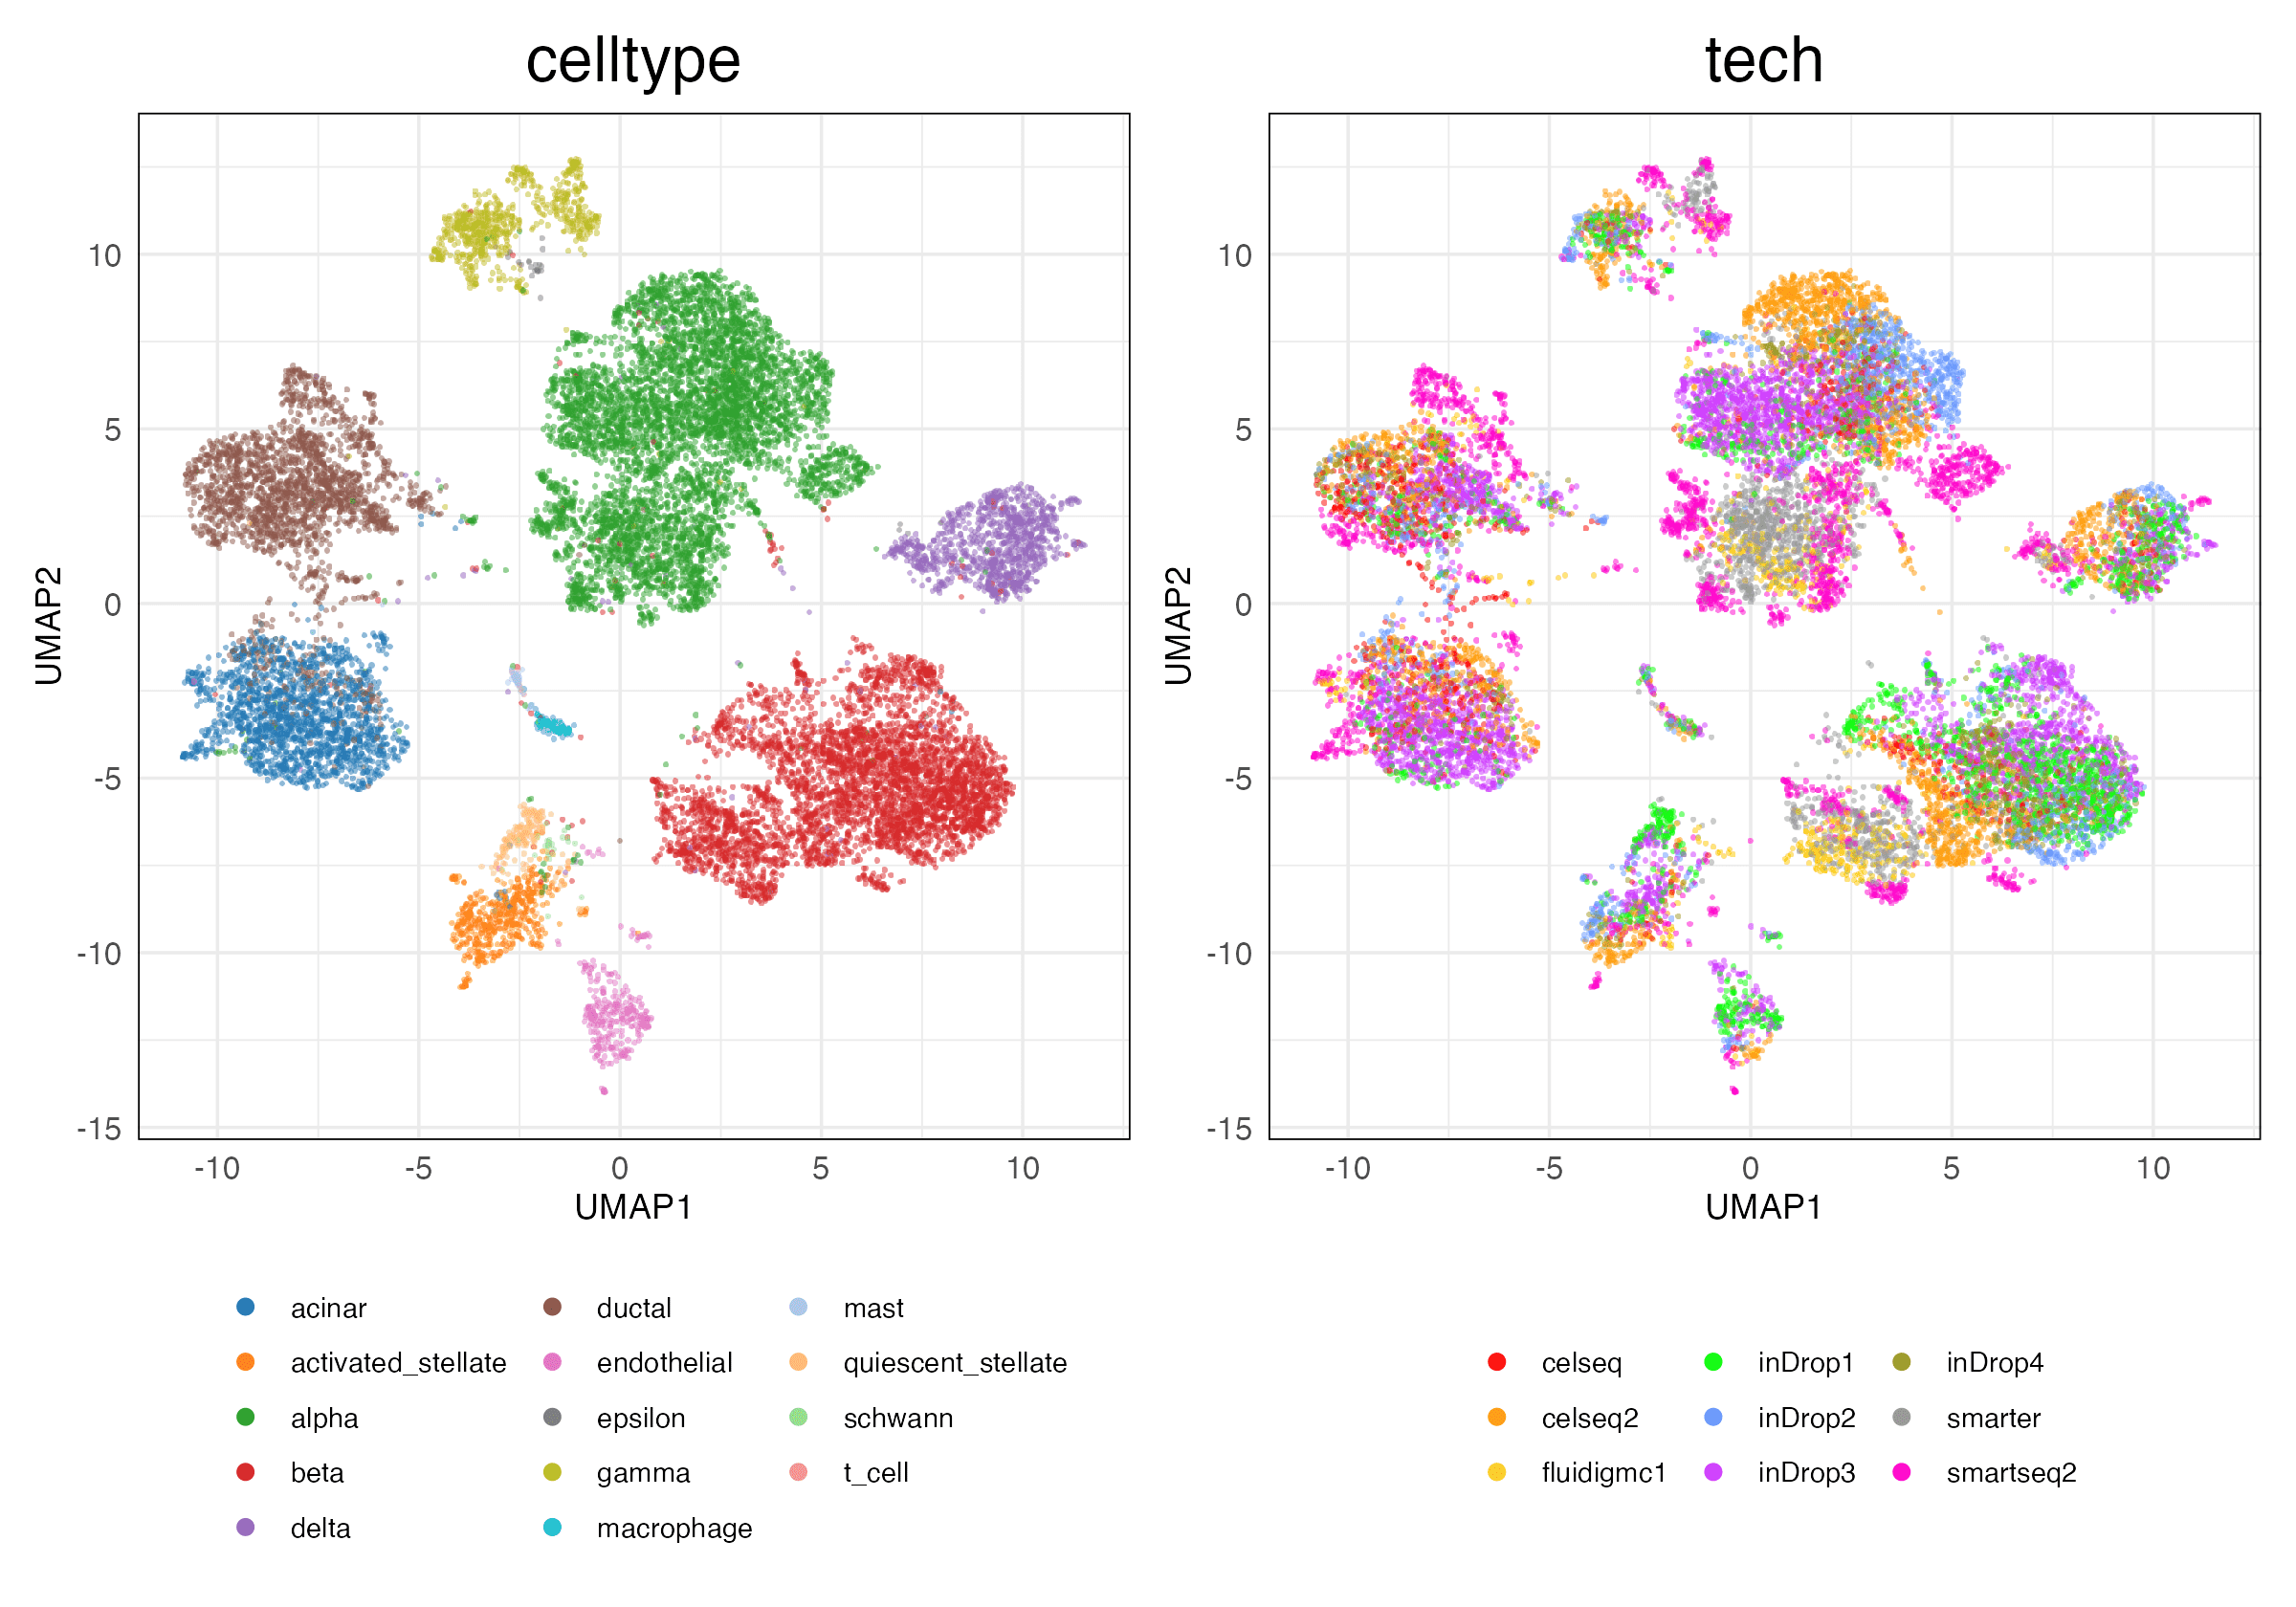 celltype
tech
UMAP2
10
5
0
-5
-10
-15
-10 -5 0 5 10
UMAP1
UMAP2
10
5
0
-5
-10
-15
-10 -5 0 5 10
UMAP1
acinar
activated_stellate
alpha
beta
delta
ductal
endothelial
epsilon
gamma
macrophage
mast
quiescent_stellate
schwann
t_cell
celseq
celseq2
fluidigmc1
inDrop1
inDrop2
inDrop3
inDrop4
smarter
smartseq2